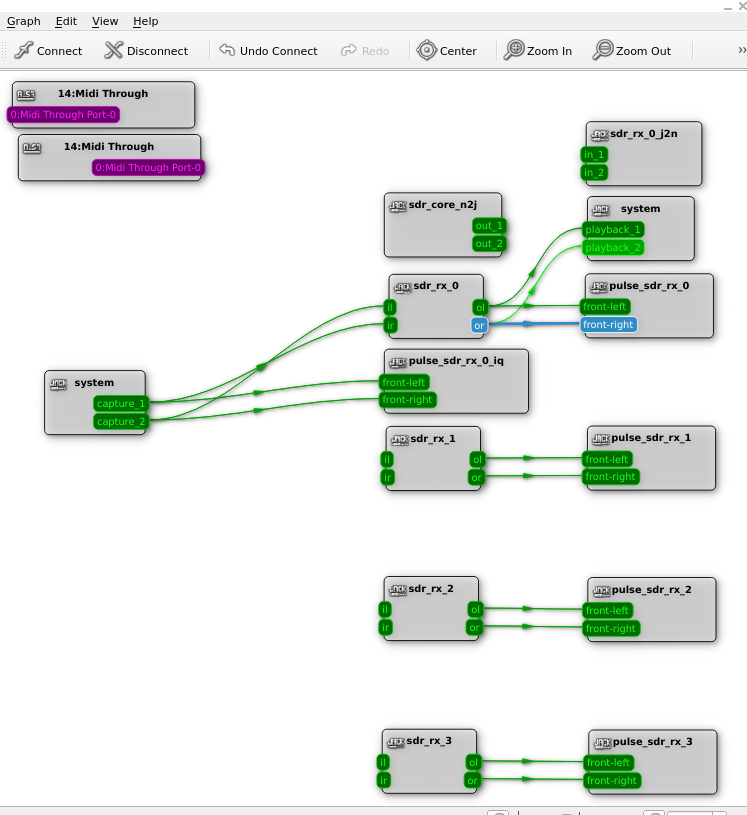 Graph Edit View Help
Connect Disconnect Undo Connect Redo Center Zoom In Zoom Out »
ALSA 14:Midi Through
0:Midi Through Port-0
ALSA 14:Midi Through
0:Midi Through Port-0
JACK sdr_rx_0_j2n
in_1
in_2
JACK sdr_core_n2j
out_1
out_2
JACK system
playback_1
playback_2
JACK sdr_rx_0
il ol
ir or
JACK pulse_sdr_rx_0
front-left
front-right
JACK pulse_sdr_rx_0_iq
front-left
front-right
JACK system
capture_1
capture_2
JACK sdr_rx_1
il ol
ir or
JACK pulse_sdr_rx_1
front-left
front-right
JACK sdr_rx_2
il ol
ir or
JACK pulse_sdr_rx_2
front-left
front-right
JACK sdr_rx_3
il ol
ir or
JACK pulse_sdr_rx_3
front-left
front-right